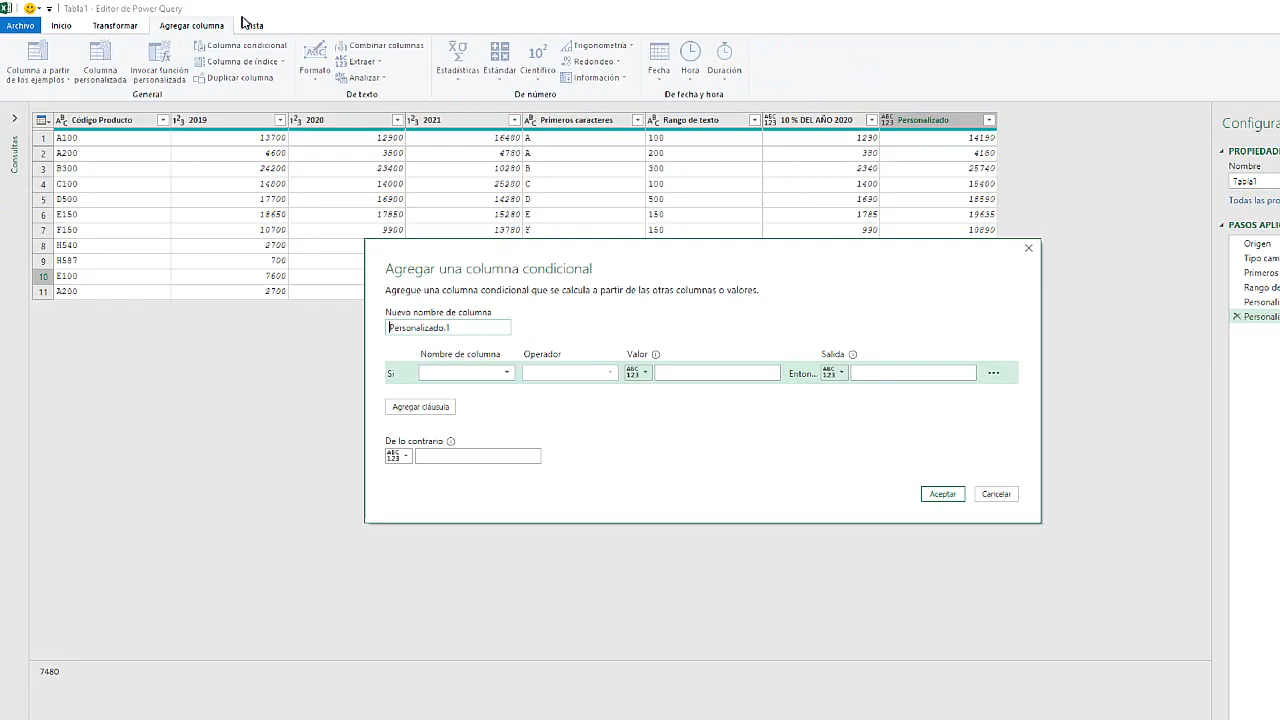 Tabla1 - Editor de Power Query
Archivo Inicio Transformar Agregar columna Vista
Columna a partir de los ejemplos
Columna personalizada
Invocar función personalizada
Columna condicional
Columna de índice
Duplicar columna
General
Formato
Combinar columnas
Extraer
Analizar
De texto
Estadísticas
Estándar
Científico
Trigonometría
Redondeo
Información
De número
Fecha
Hora
Duración
De fecha y hora
Consultas
Código Producto 2019 2020 2021 Primeros caracteres Rango de texto 10 % DEL AÑO 2020 Personalizado
1 A100 13700 12900 16480 A 100 1290 14190
2 A200 4600 3800 4780 A 200 380 4180
3 B300 24200 23400 10280 B 300 2340 25740
4 C100 14800 14000 25280 C 100 1400 15400
5 D500 17700 16900 14280 D 500 1690 18590
6 E150 18650 17850 15280 E 150 1785 19635
7 F150 10700 9900 13780 F 150 990 10890
8 H540 2700
9 H587 700
10 E100 7600
11 A200 2700
Agregar una columna condicional
Agregue una columna condicional que se calcula a partir de las otras columnas o valores.
Nuevo nombre de columna
Personalizado.1
Nombre de columna Operador Valor Salida
Si ABC 123 Enton... ABC 123 ...
Agregar cláusula
De lo contrario
ABC 123
Aceptar Cancelar
7480
Configura
PROPIEDADE
Nombre
Tabla1
Todas las pro
PASOS APLI
Origen
Tipo cam
Primeros
Rango de
Personali
Personali